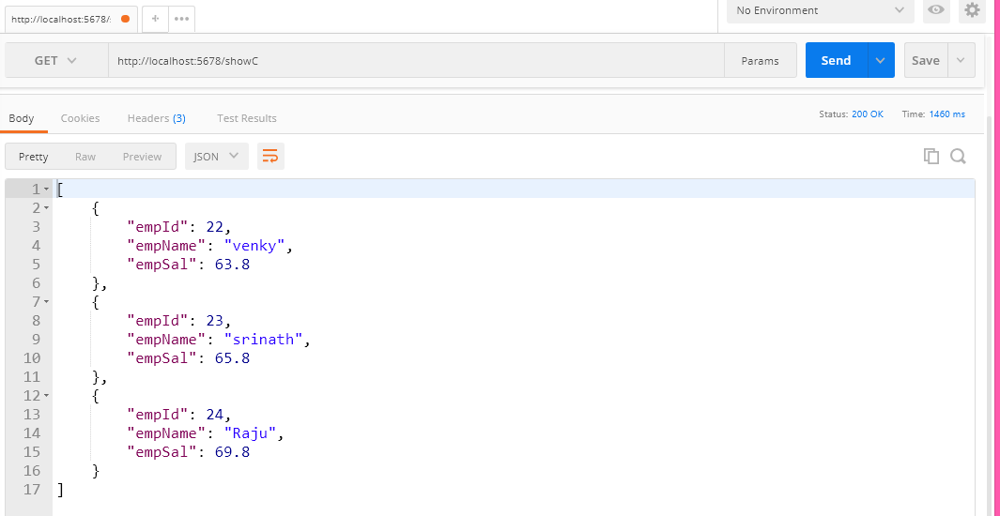 http://localhost:5678/s
No Environment
GET http://localhost:5678/showC Params Send Save
Body Cookies Headers (3) Test Results Status: 200 OK Time: 1460 ms
Pretty Raw Preview JSON
1 [
2 {
3 "empId": 22,
4 "empName": "venky",
5 "empSal": 63.8
6 },
7 {
8 "empId": 23,
9 "empName": "srinath",
10 "empSal": 65.8
11 },
12 {
13 "empId": 24,
14 "empName": "Raju",
15 "empSal": 69.8
16 }
17 ]